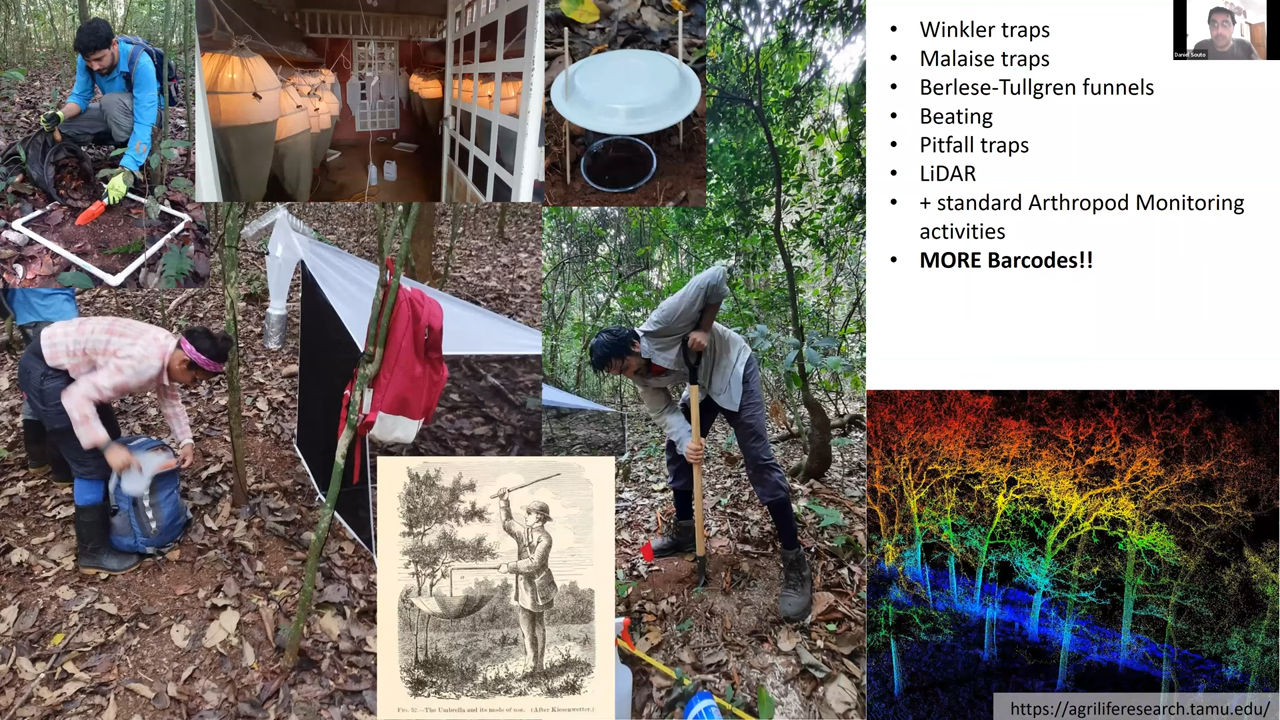 • Winkler traps
• Malaise traps
• Berlese-Tullgren funnels
• Beating
• Pitfall traps
• LiDAR
• + standard Arthropod Monitoring
activities
• MORE Barcodes!!
Daniel Souto
FIG. 52.—The Umbrella and its mode of use. (After Kiesenwetter.)
https://agriliferesearch.tamu.edu/